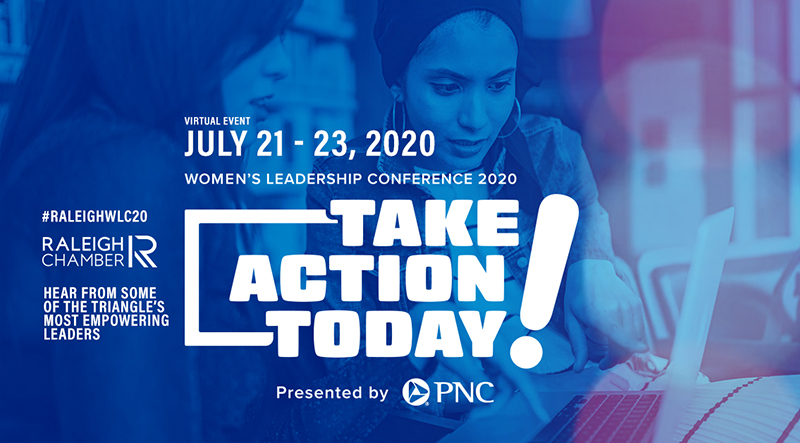 VIRTUAL EVENT
JULY 21 - 23, 2020
WOMEN'S LEADERSHIP CONFERENCE 2020
#RALEIGHWLC20
RALEIGH
CHAMBER
HEAR FROM SOME
OF THE TRIANGLE'S
MOST EMPOWERING
LEADERS
TAKE
ACTION
TODAY!
Presented by PNC